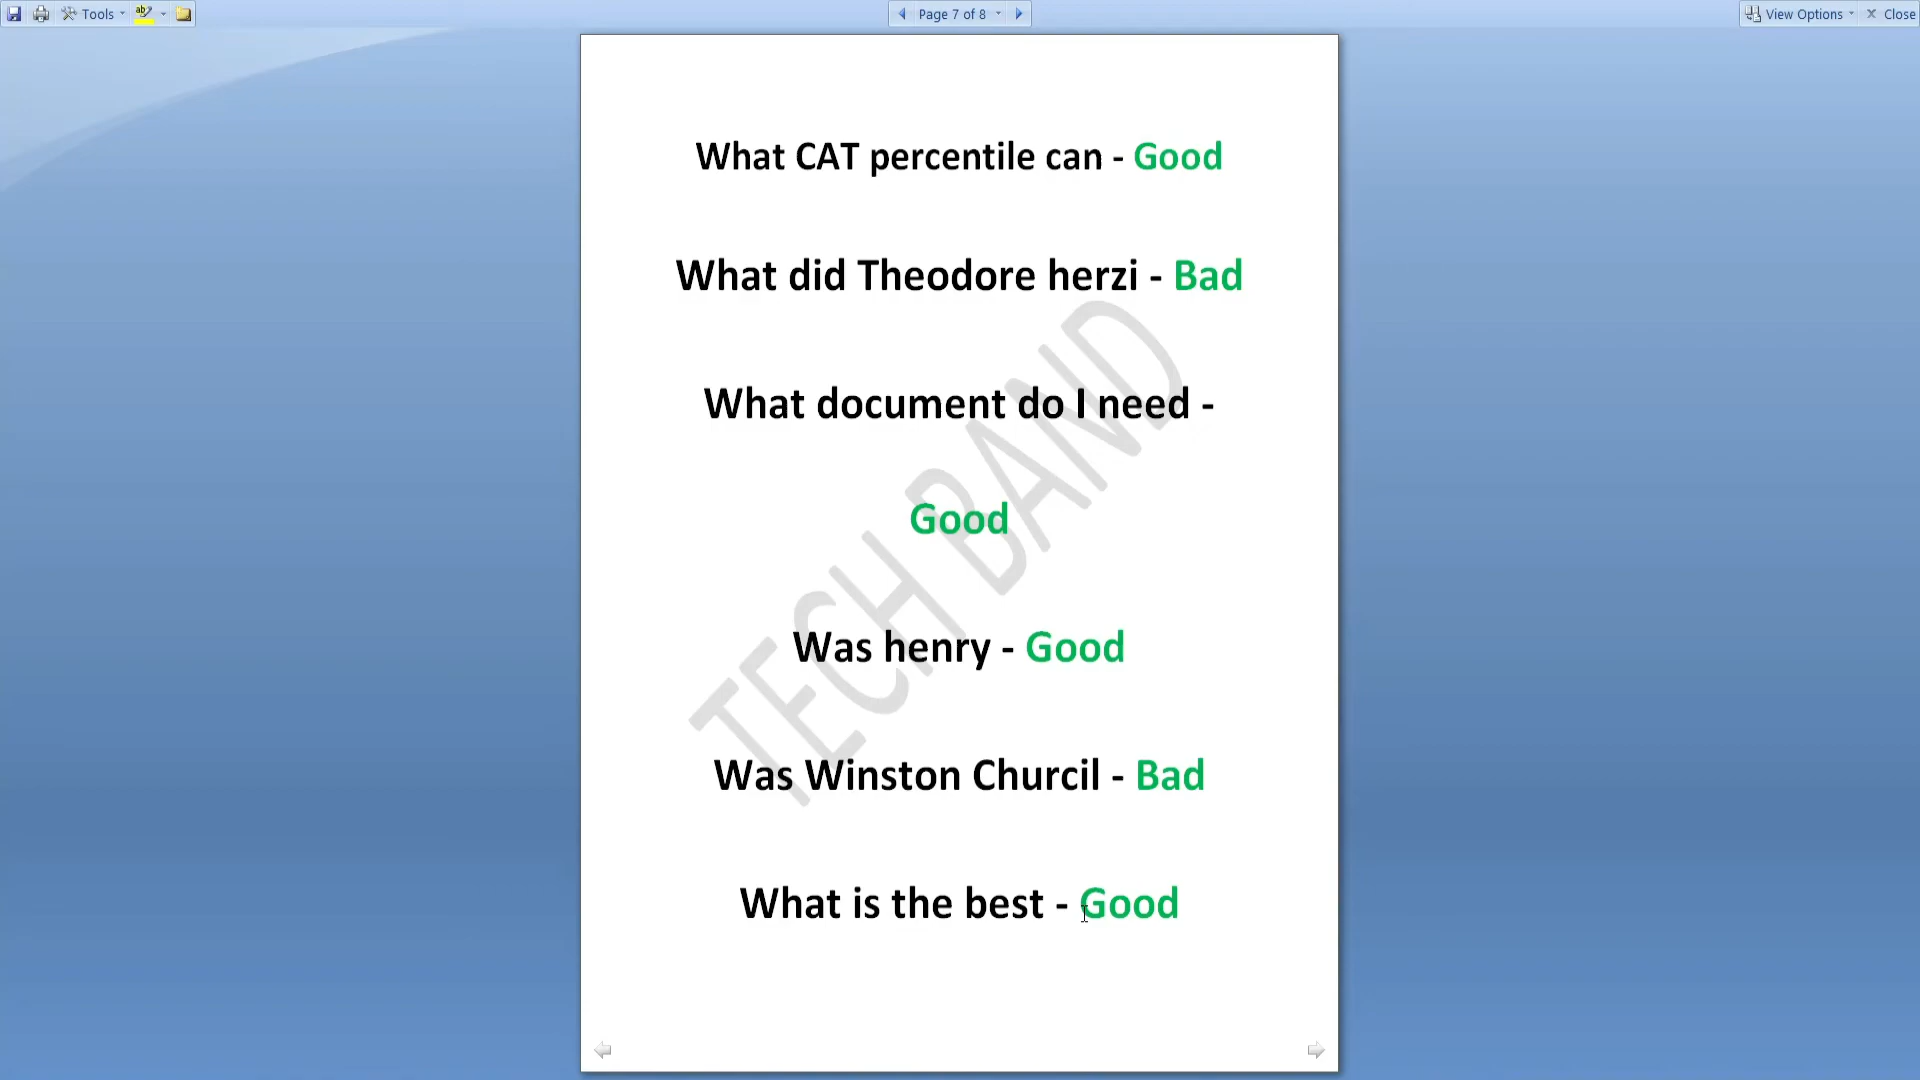 Tools
Page 7 of 8
View Options
Close
What CAT percentile can - Good
What did Theodore herzi - Bad
What document do I need -
Good
Was henry - Good
Was Winston Churcil - Bad
What is the best - Good
TECH BAND